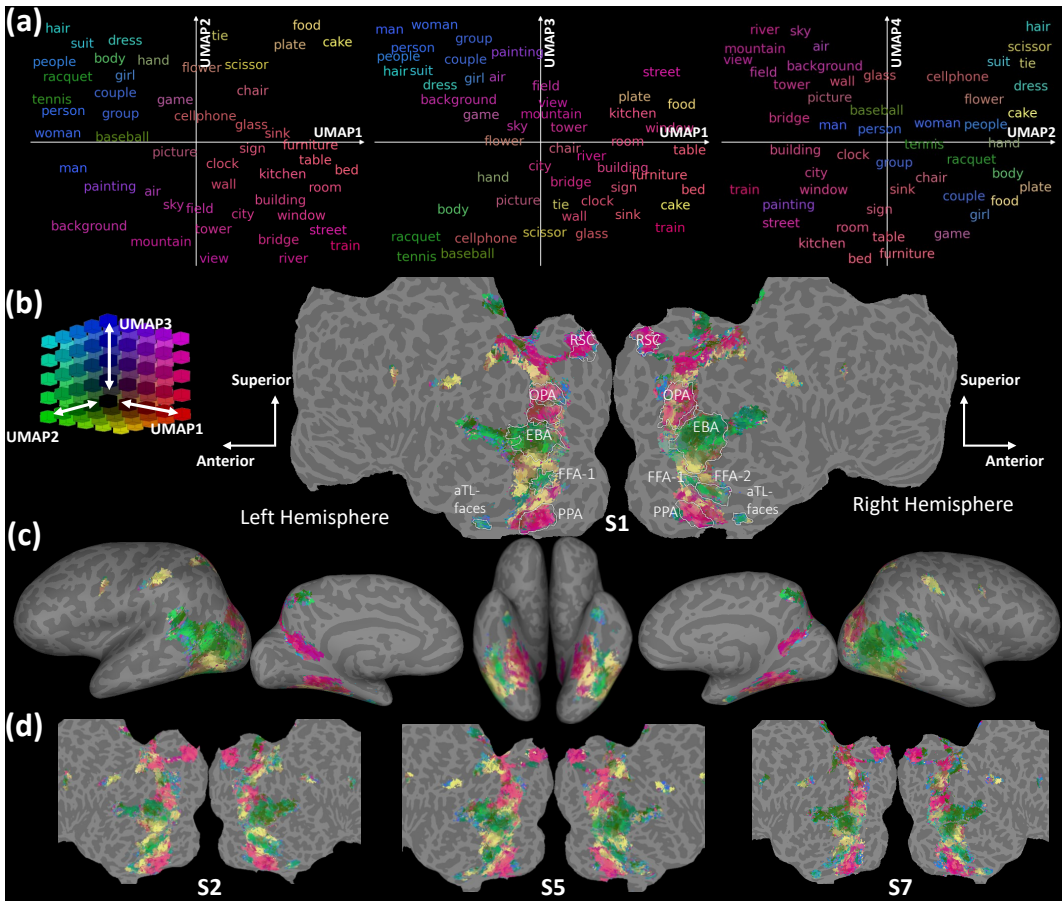 (a)
hair
suit
dress
people
body
hand
racquet
girl
tennis
couple
person
group
game
woman
baseball
UMAP2
tie
food
plate
cake
flower
scissor
chair
cellphone
glass
sink
UMAP1
picture
sign
furniture
clock
table
kitchen
bed
man
painting
air
wall
room
sky
field
building
city
window
background
tower
street
mountain
bridge
train
view
river
man
woman
person
group
people
couple
painting
hair
suit
girl
air
dress
background
game
UMAP3
field
street
view
plate
food
mountain
kitchen
sky
tower
window
UMAP1
flower
chair
room
table
river
city
building
hand
bridge
furniture
sign
bed
picture
body
tie
clock
cake
wall
sink
racquet
cellphone
scissor
glass
train
tennis
baseball
river
sky
mountain
air
view
background
field
tower
wall
glass
picture
bridge
baseball
man
person
UMAP4
hair
scissor
suit
tie
cellphone
dress
flower
cake
woman
people
UMAP2
tennis
hand
building
clock
group
racquet
city
chair
body
train
window
sink
couple
plate
painting
food
street
sign
girl
room
table
game
kitchen
furniture
bed
(b)
UMAP3
UMAP2
UMAP1
Superior
Anterior
Left Hemisphere
RSC
OPA
EBA
FFA-1
aTL-
faces
PPA
S1
RSC
OPA
EBA
FFA-1
FFA-2
aTL-
faces
PPA
Superior
Anterior
Right Hemisphere
(c)
(d)
S2
S5
S7